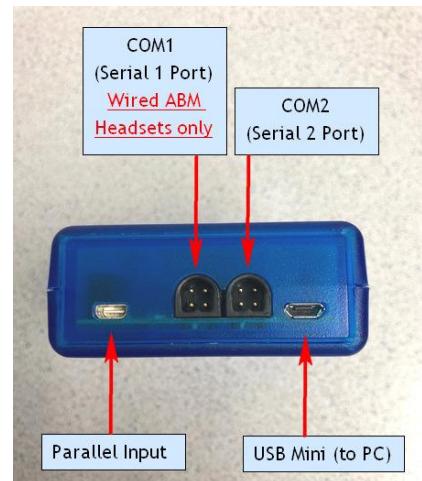 COM1
(Serial 1 Port)
Wired ABM
Headsets only
COM2
(Serial 2 Port)
Parallel Input
USB Mini (to PC)